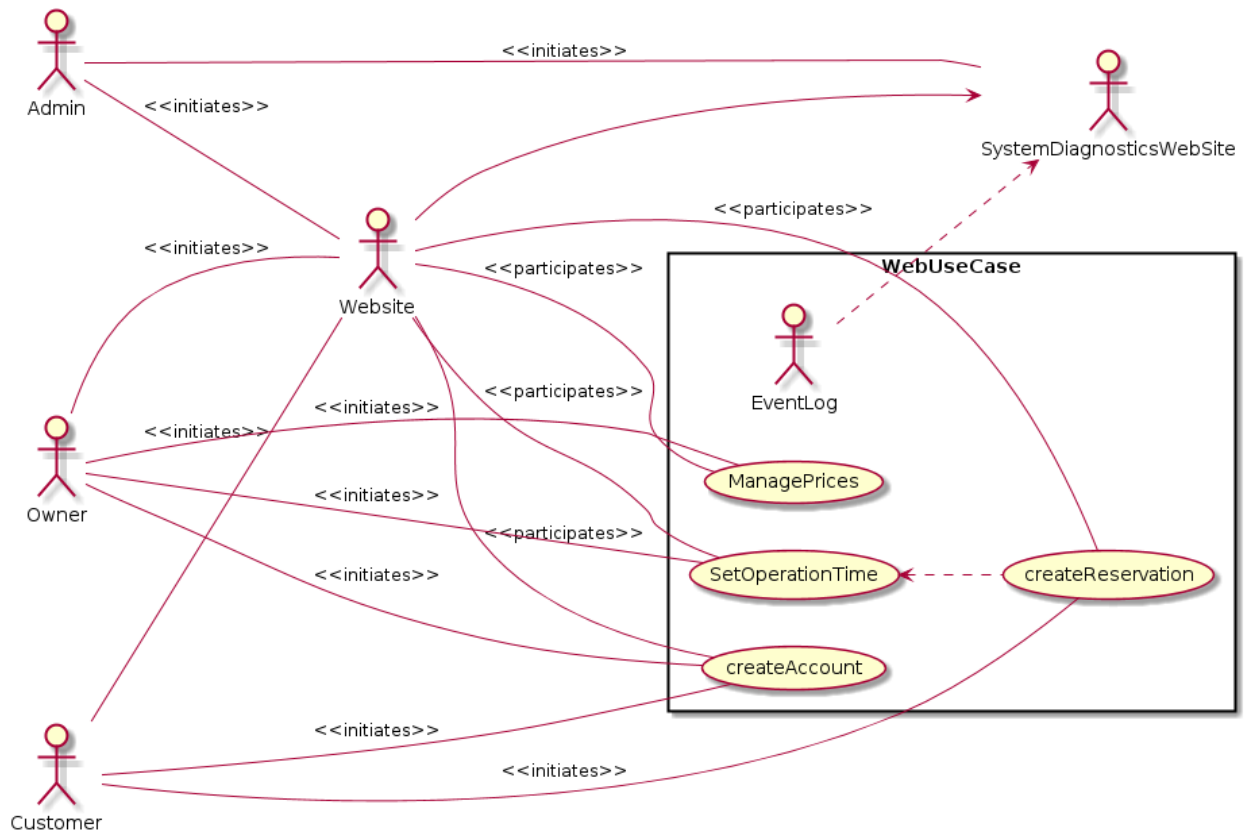 <<initiates>>
Admin
<<initiates>>
SystemDiagnosticsWebSite
<<participates>>
<<initiates>>
WebUseCase
<<participates>>
Website
<<participates>>
EventLog
<<initiates>>
<<initiates>>
ManagePrices
<<initiates>>
Owner
<<participates>>
SetOperationTime
createReservation
<<initiates>>
createAccount
<<initiates>>
<<initiates>>
Customer